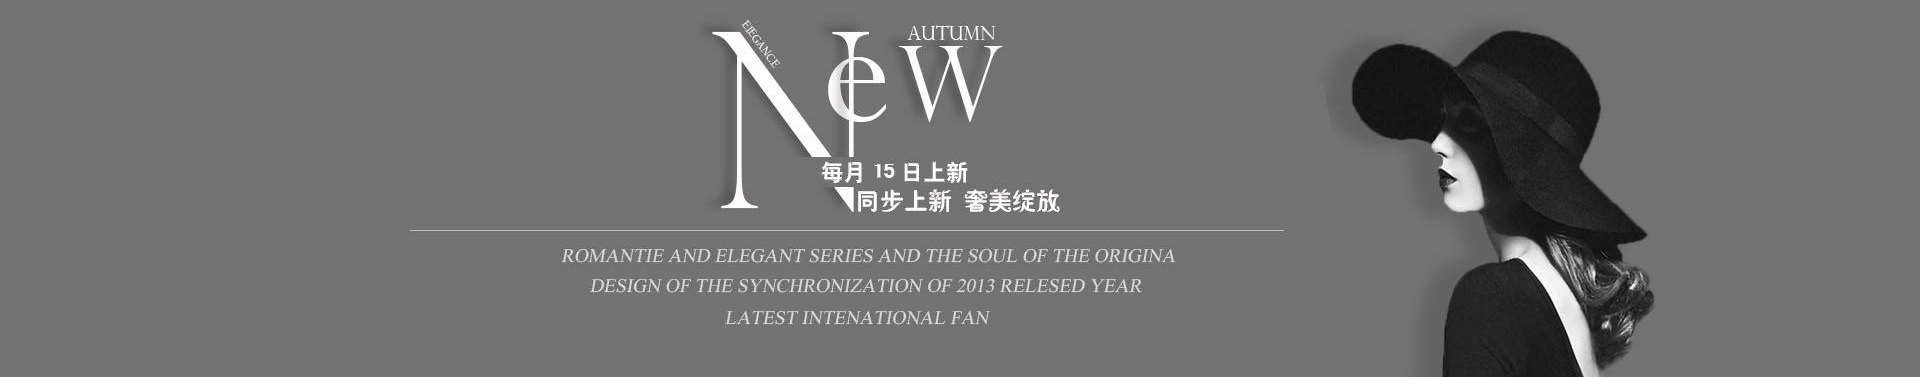 ElEGANCE
New
AUTUMN
每月 15 日上新
同步上新 奢美绽放
ROMANTIE AND ELEGANT SERIES AND THE SOUL OF THE ORIGINA
DESIGN OF THE SYNCHRONIZATION OF 2013 RELESED YEAR
LATEST INTENATIONAL FAN